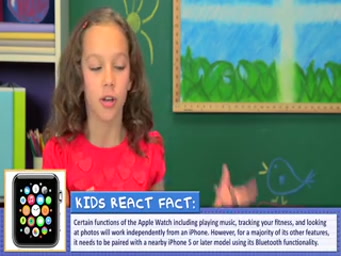 KIDS REACT FACT:
Certain functions of the Apple Watch including playing music, tracking your fitness, and looking
at photos will work independently from an iPhone. However, for a majority of its other features,
it needs to be paired with a nearby iPhone 5 or later model using its Bluetooth functionality.